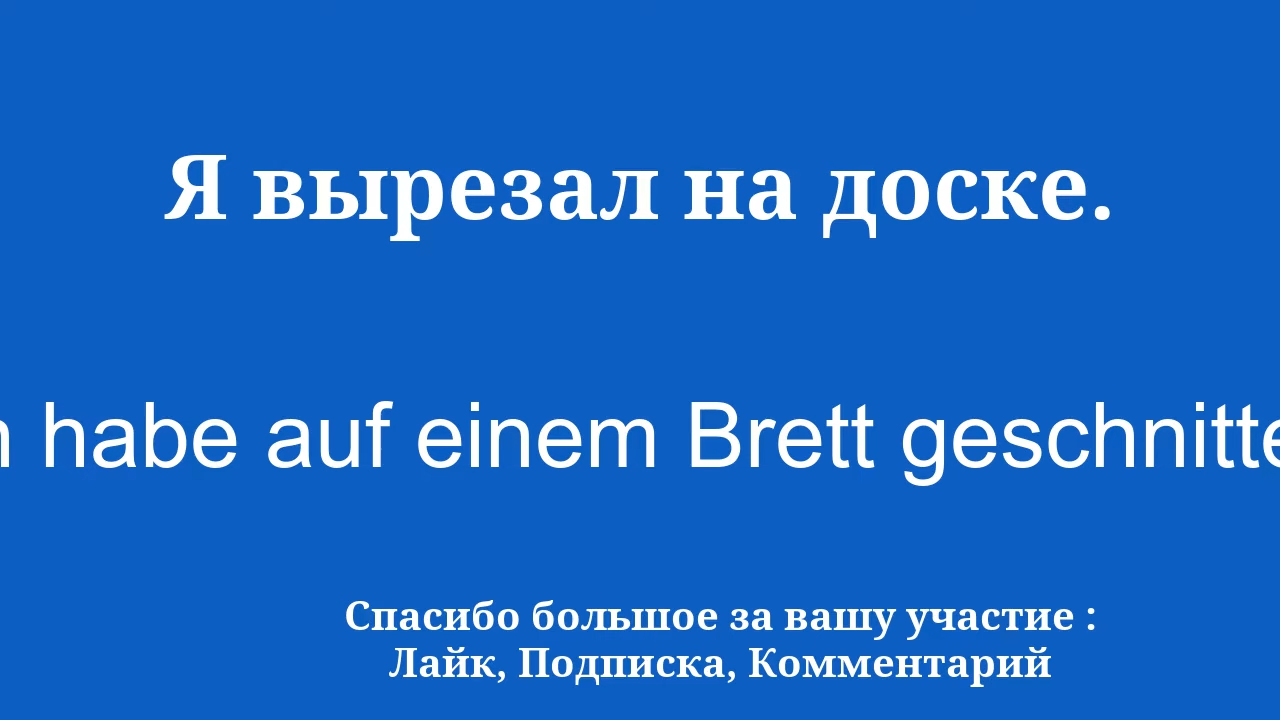 Я вырезал на доске.
habe auf einem Brett geschnitte
Спасибо большое за вашу участие :
Лайк, Подписка, Комментарий